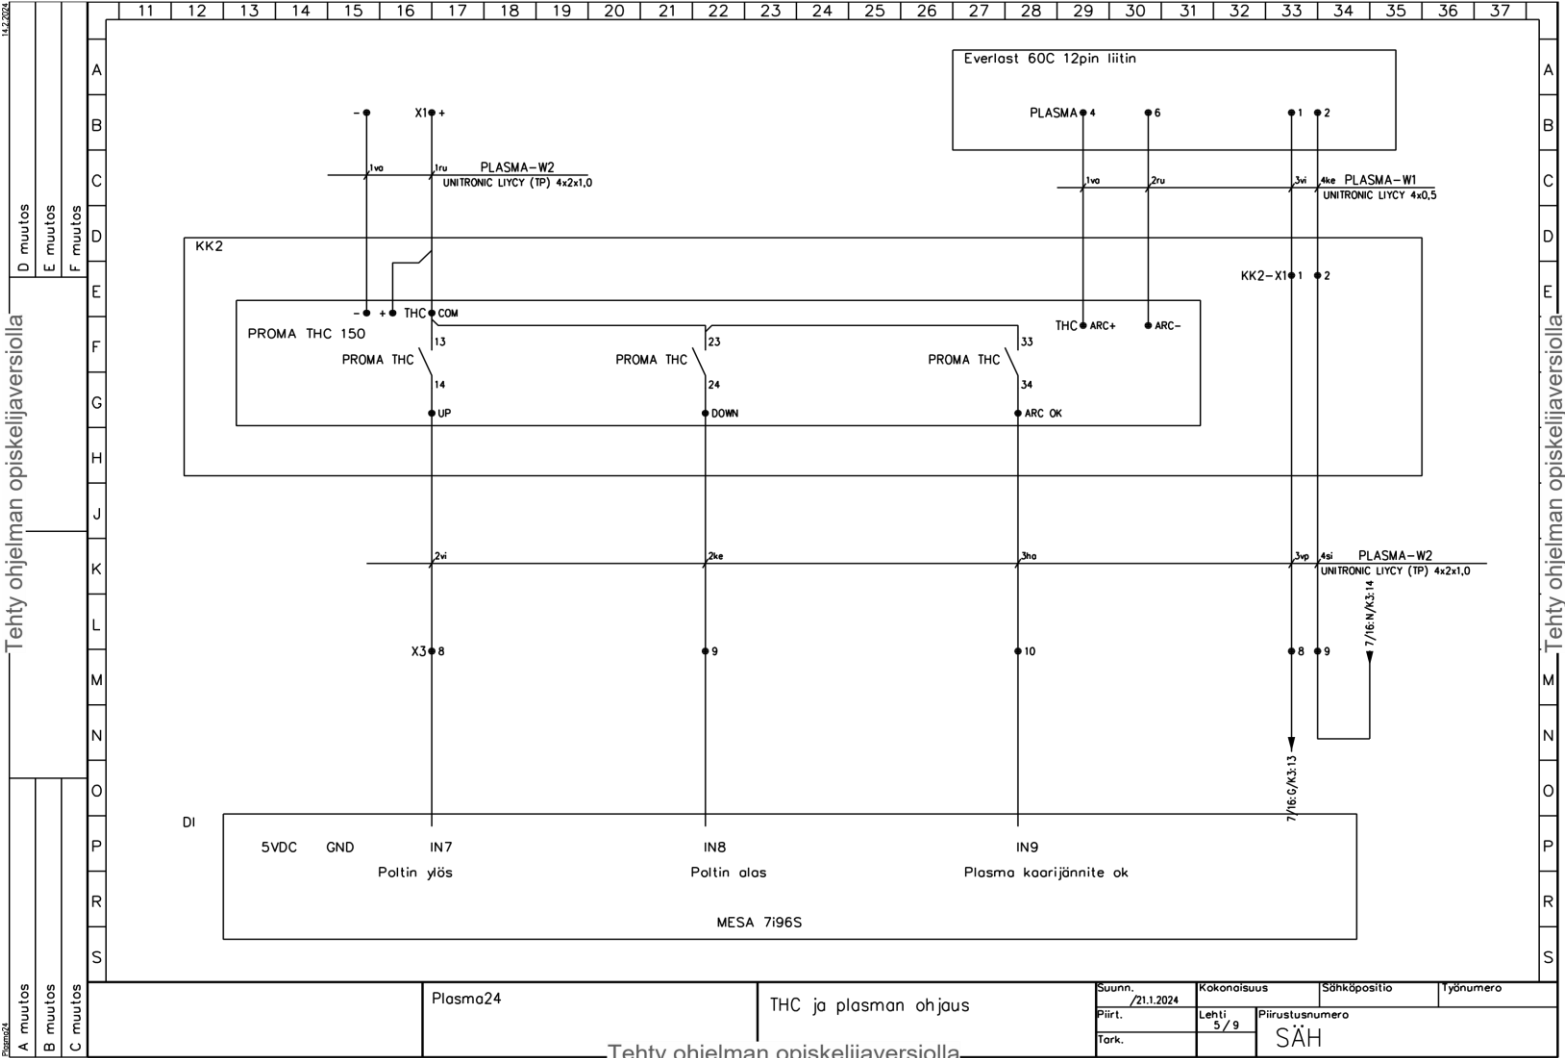 11 12 13 14 15 16 17 18 19 20 21 22 23 24 25 26 27 28 29 30 31 32 33 34 35 36 37
14.2.2024
D muutos
E muutos
F muutos
Tehty ohjelman opiskelijaversiolla
A muutos
B muutos
C muutos
Plasma24
A
B
C
D
E
F
G
H
J
K
L
M
N
O
P
R
S
Everlast 60C 12pin liitin
- X1 + PLASMA 4 6 1 2
1va 1ru PLASMA-W2
UNITRONIC LIYCY (TP) 4x2x1,0
1va 2ru 3vi 4ke PLASMA-W1
UNITRONIC LIYCY 4x0,5
KK2
KK2-X1 1 2
- + THC COM
THC ARC+ ARC-
PROMA THC 150
13 23 33
PROMA THC PROMA THC PROMA THC
14 24 34
UP DOWN ARC OK
2vi 2ke 3ha 3vp 4si PLASMA-W2
UNITRONIC LIYCY (TP) 4x2x1,0
7/16:N/K3:14
X3 8 9 10 8 9
7/16:G/K3:13
DI
5VDC GND IN7 IN8 IN9
Poltin ylös Poltin alas Plasma kaarijännite ok
MESA 7i96S
A
B
C
D
E
F
G
H
J
K
L
M
N
O
P
R
S
Tehty ohjelman opiskelijaversiolla
Plasma24
THC ja plasman ohjaus
Suunn. Kokonaisuus Sähköpositio Työnumero
/21.1.2024
Piirt. Lehti Piirustusnumero
5/9
Tark. SÄH
Tehty ohjelman opiskelijaversiolla